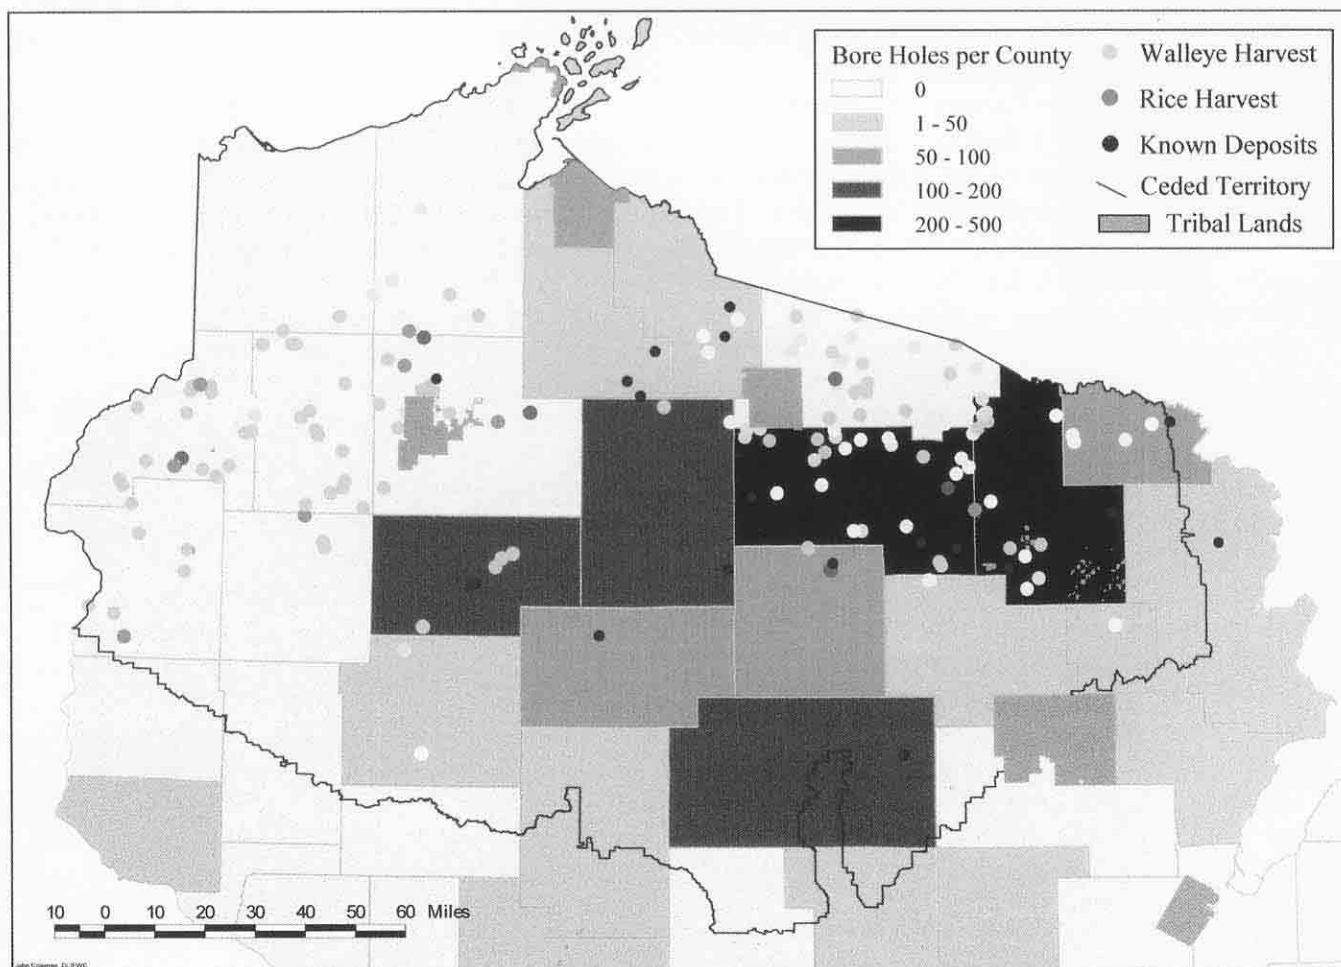 Bore Holes per County
0
1 - 50
50 - 100
100 - 200
200 - 500
Walleye Harvest
Rice Harvest
Known Deposits
Ceded Territory
Tribal Lands
10 0 10 20 30 40 50 60 Miles